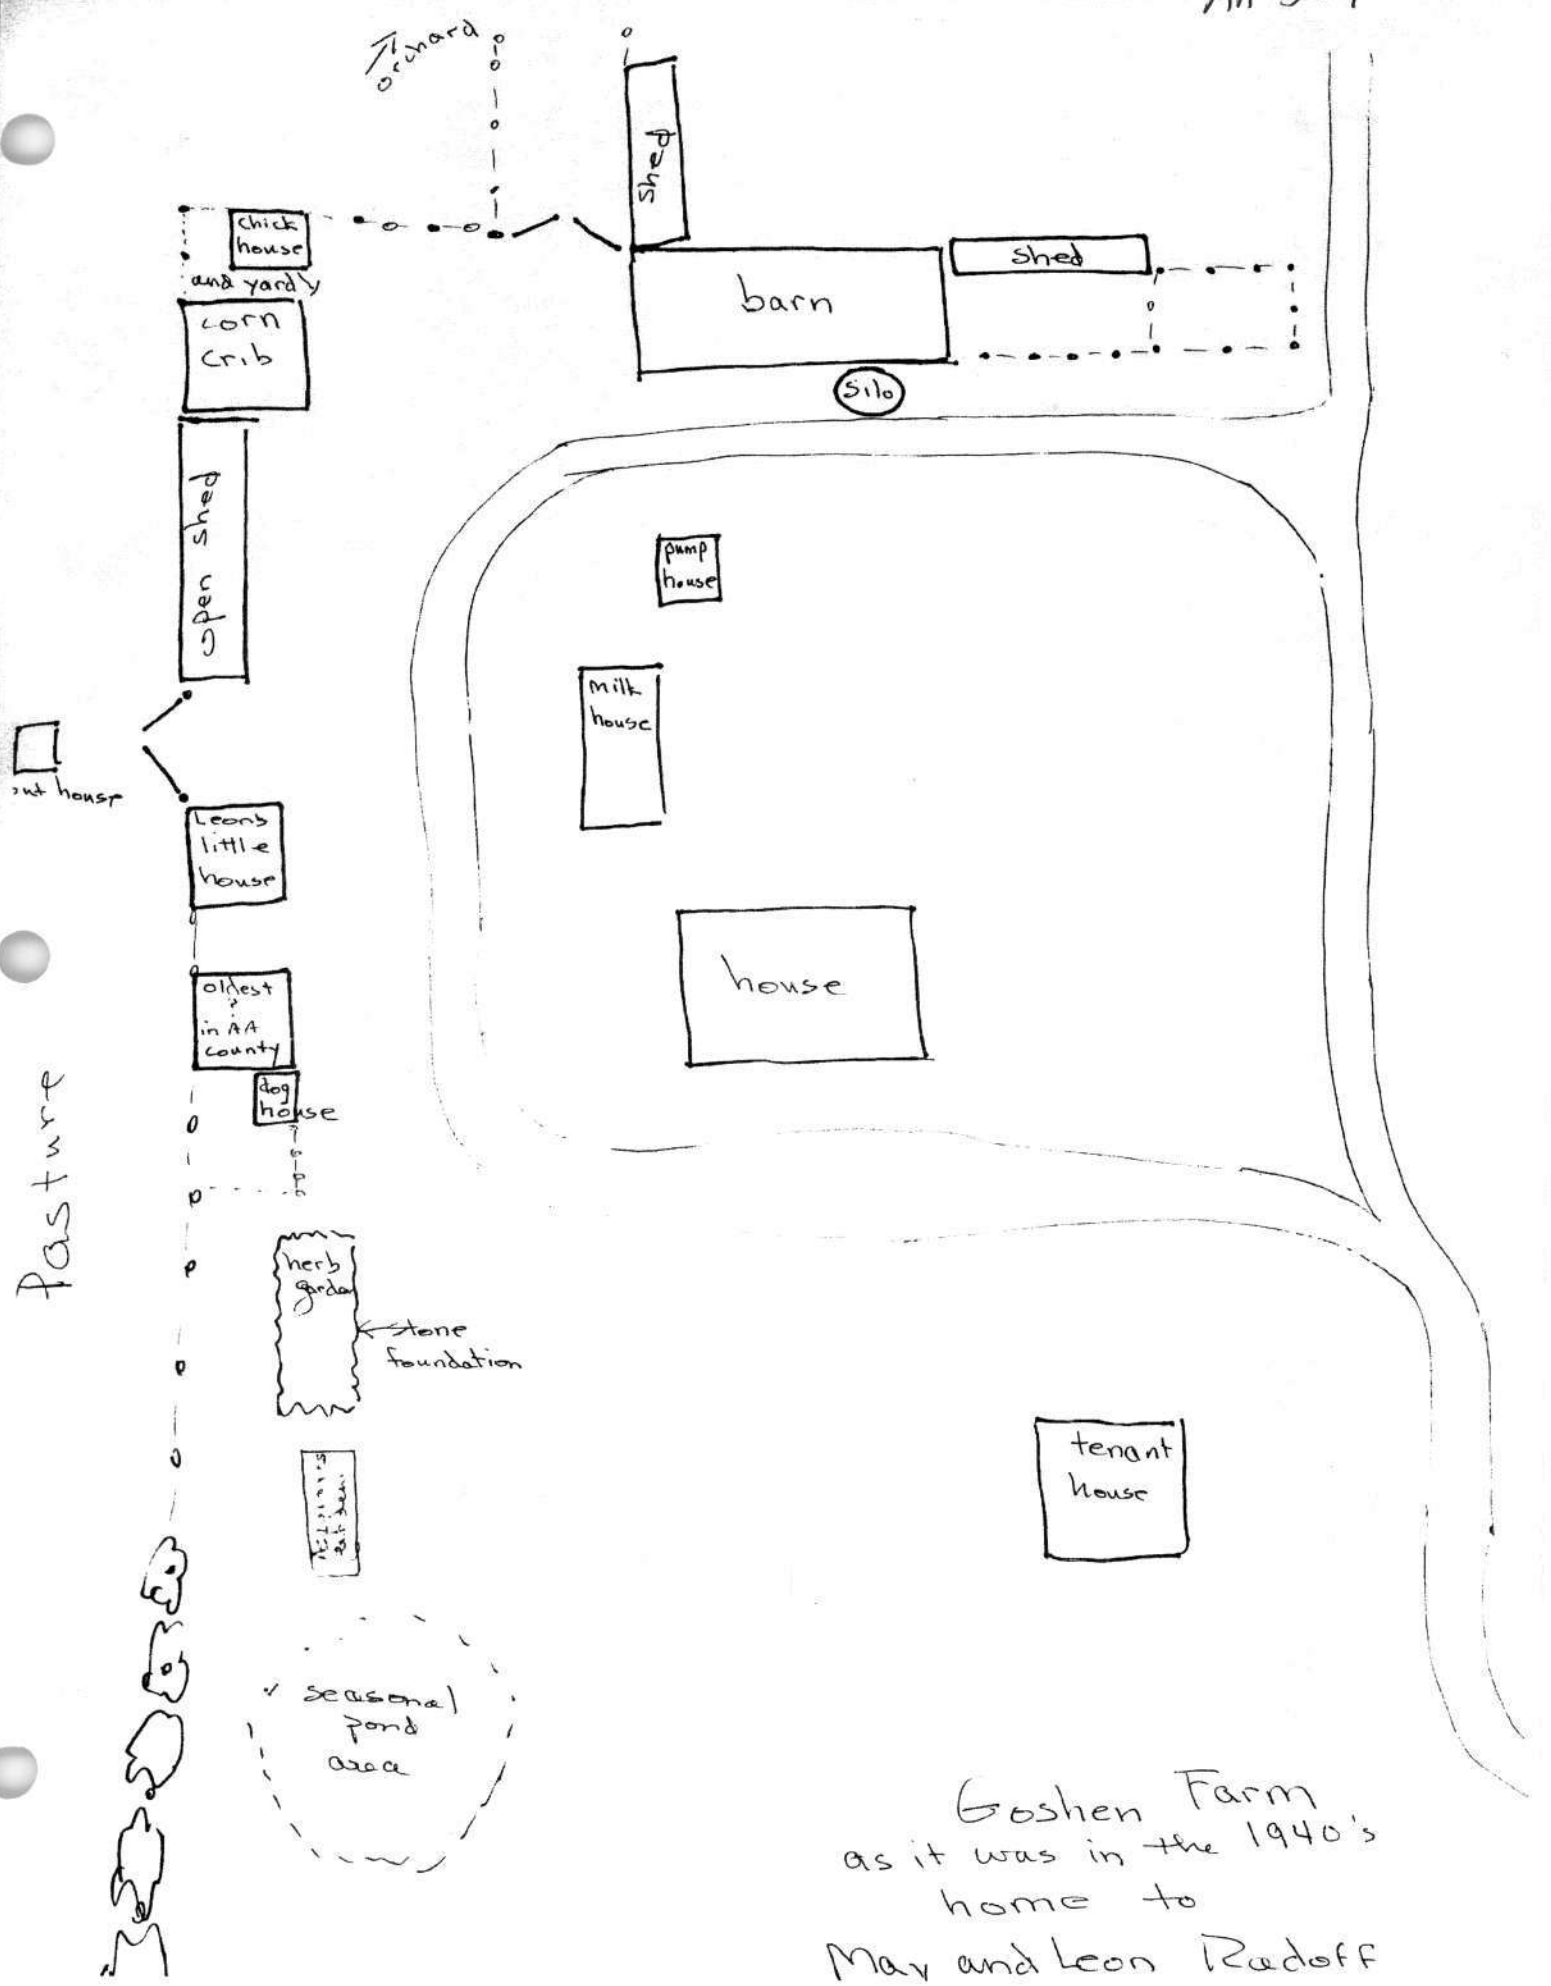 orchard
shed
chick
house
and yard
corn
crib
barn
shed
silo
open shed
pump
house
milk
house
out house
Leon's
little
house
house
oldest
?
in AA
county
dog
house
Pasture
herb
garden
stone
foundation
tenant
house
seasonal
pond
area
Goshen Farm
as it was in the 1940's
home to
May and Leon Radoff